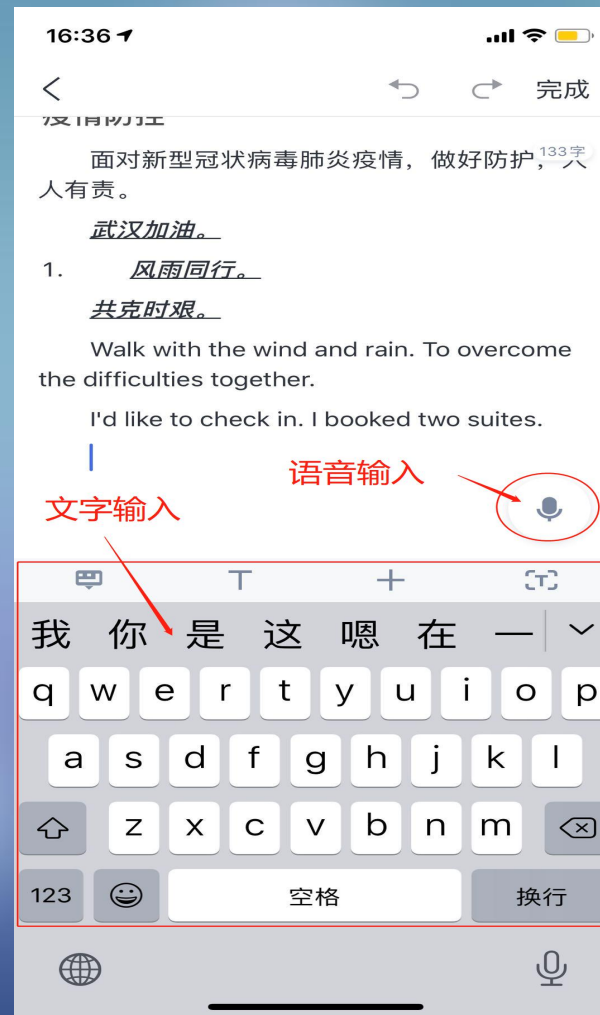 16:36
完成
疫情防控
133字
面对新型冠状病毒肺炎疫情，做好防护，人
人有责。
武汉加油。
1. 风雨同行。
共克时艰。
Walk with the wind and rain. To overcome
the difficulties together.
I'd like to check in. I booked two suites.
语音输入
文字输入
我 你 是 这 嗯 在 一
q w e r t y u i o p
a s d f g h j k l
z x c v b n m
123 空格 换行